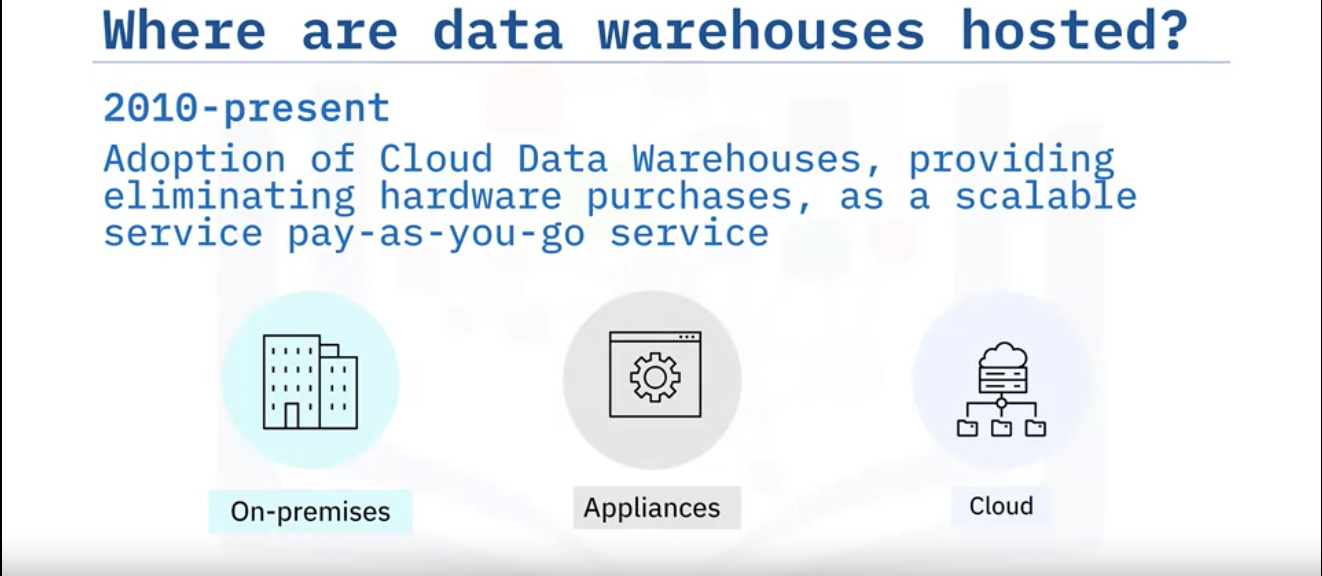 Where are data warehouses hosted?
2010-present
Adoption of Cloud Data Warehouses, providing
eliminating hardware purchases, as a scalable
service pay-as-you-go service
On-premises
Appliances
Cloud